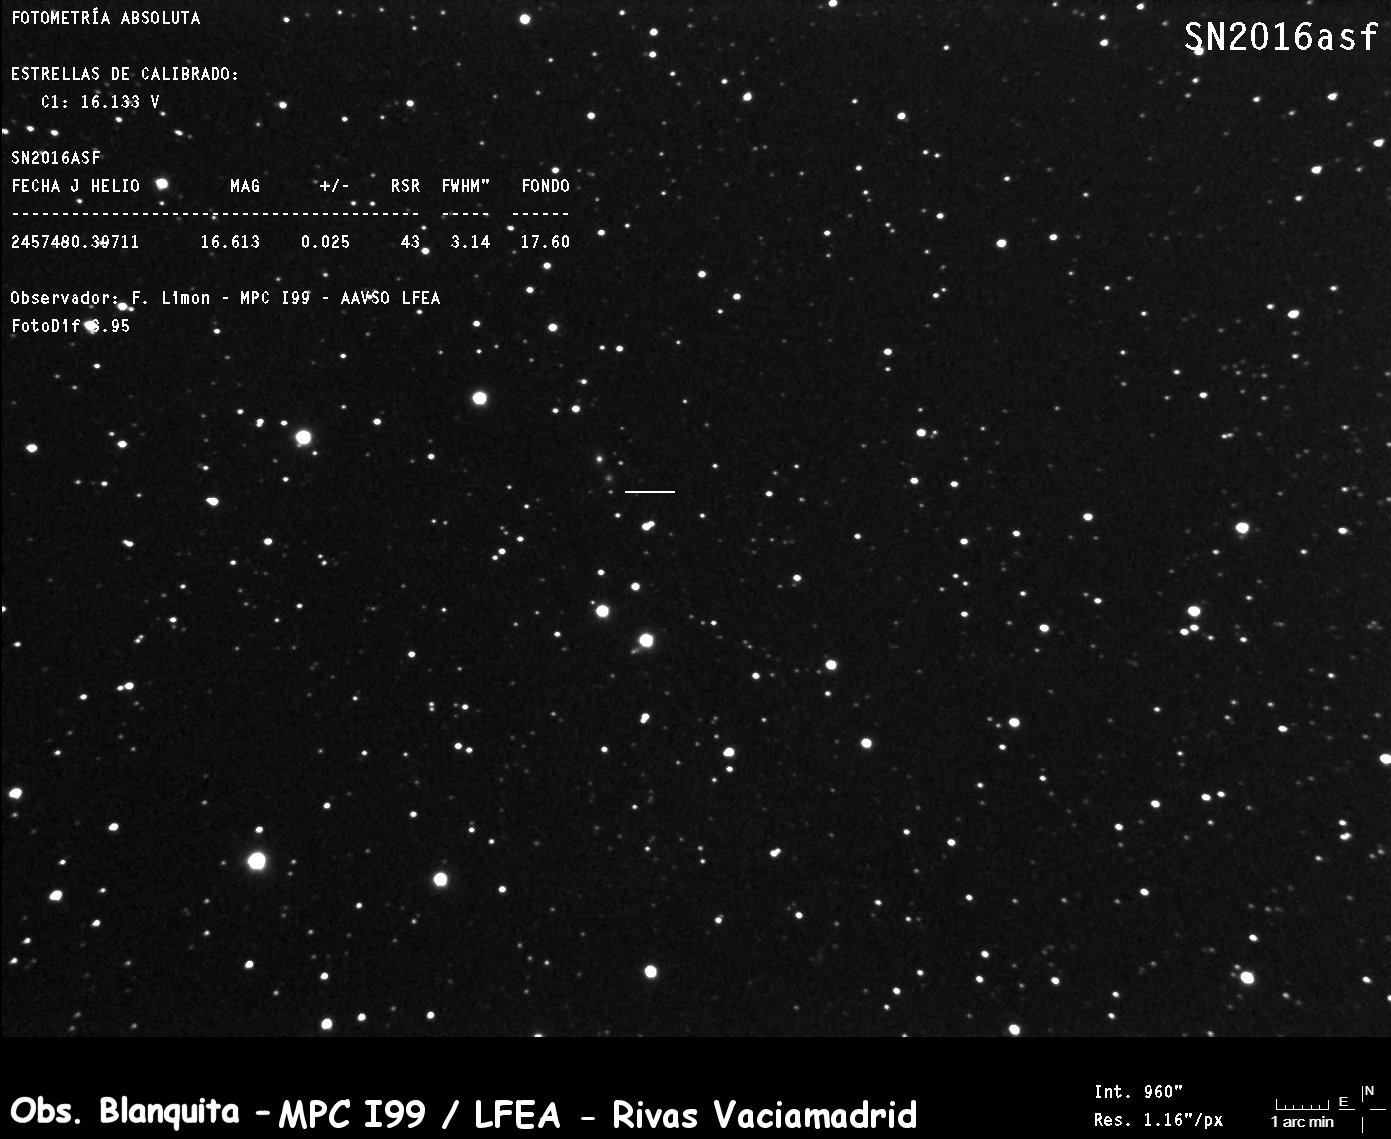 FOTOMETRÍA ABSOLUTA
SN2016asf
ESTRELLAS DE CALIBRADO:
C1: 16.133 V
SN2016ASF
FECHA J HELIO MAG +/- RSR FWHM" FONDO
----------------------------------------- ----- ------
2457480.39711 16.613 0.025 43 3.14 17.60
Observador: F. Limon - MPC I99 - AAVSO LFEA
FotoDif 3.95
Int. 960"
Res. 1.16"/px
1 arc min
E
N
Obs. Blanquita - MPC I99 / LFEA - Rivas Vaciamadrid